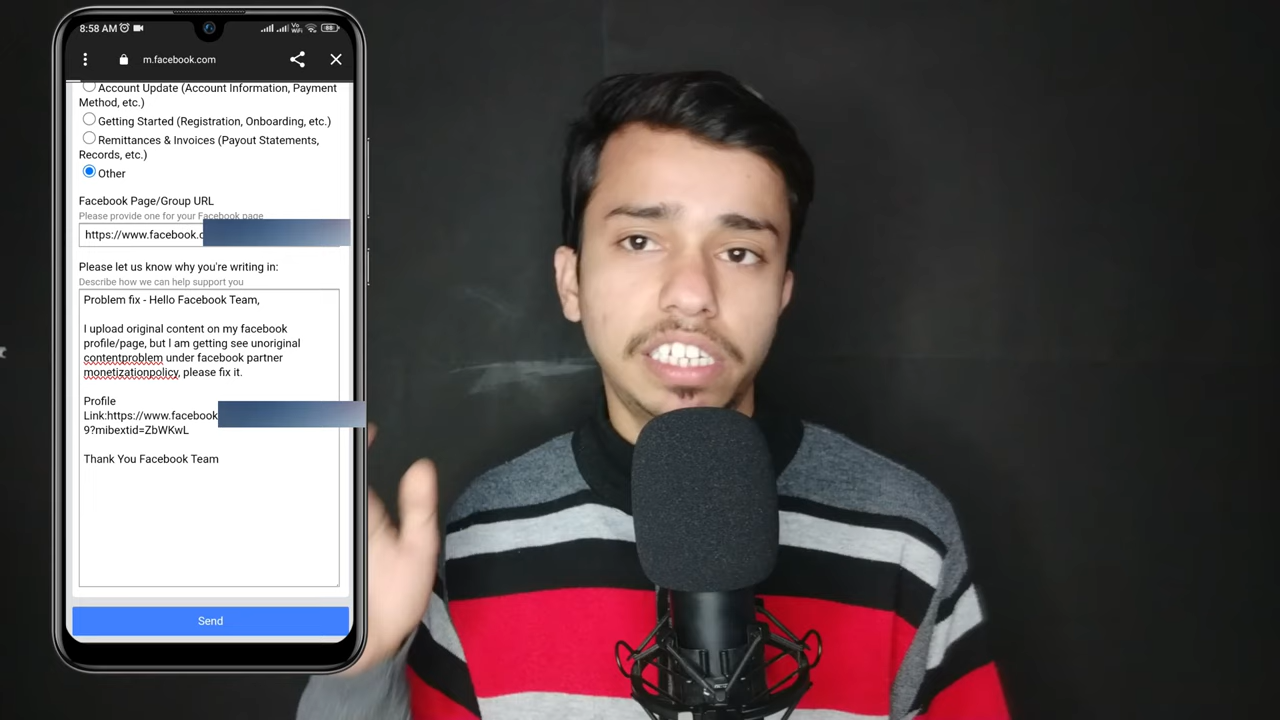 8:58 AM
Vo
WiFi
88
m.facebook.com
Account Update (Account Information, Payment
Method, etc.)
Getting Started (Registration, Onboarding, etc.)
Remittances & Invoices (Payout Statements,
Records, etc.)
Other
Facebook Page/Group URL
Please provide one for your Facebook page
https://www.facebook.c
Please let us know why you're writing in:
Describe how we can help support you
Problem fix - Hello Facebook Team,
I upload original content on my facebook
profile/page, but I am getting see unoriginal
contentproblem under facebook partner
monetizationpolicy, please fix it.
Profile
Link:https://www.facebook
9?mibextid=ZbWKwL
Thank You Facebook Team
Send